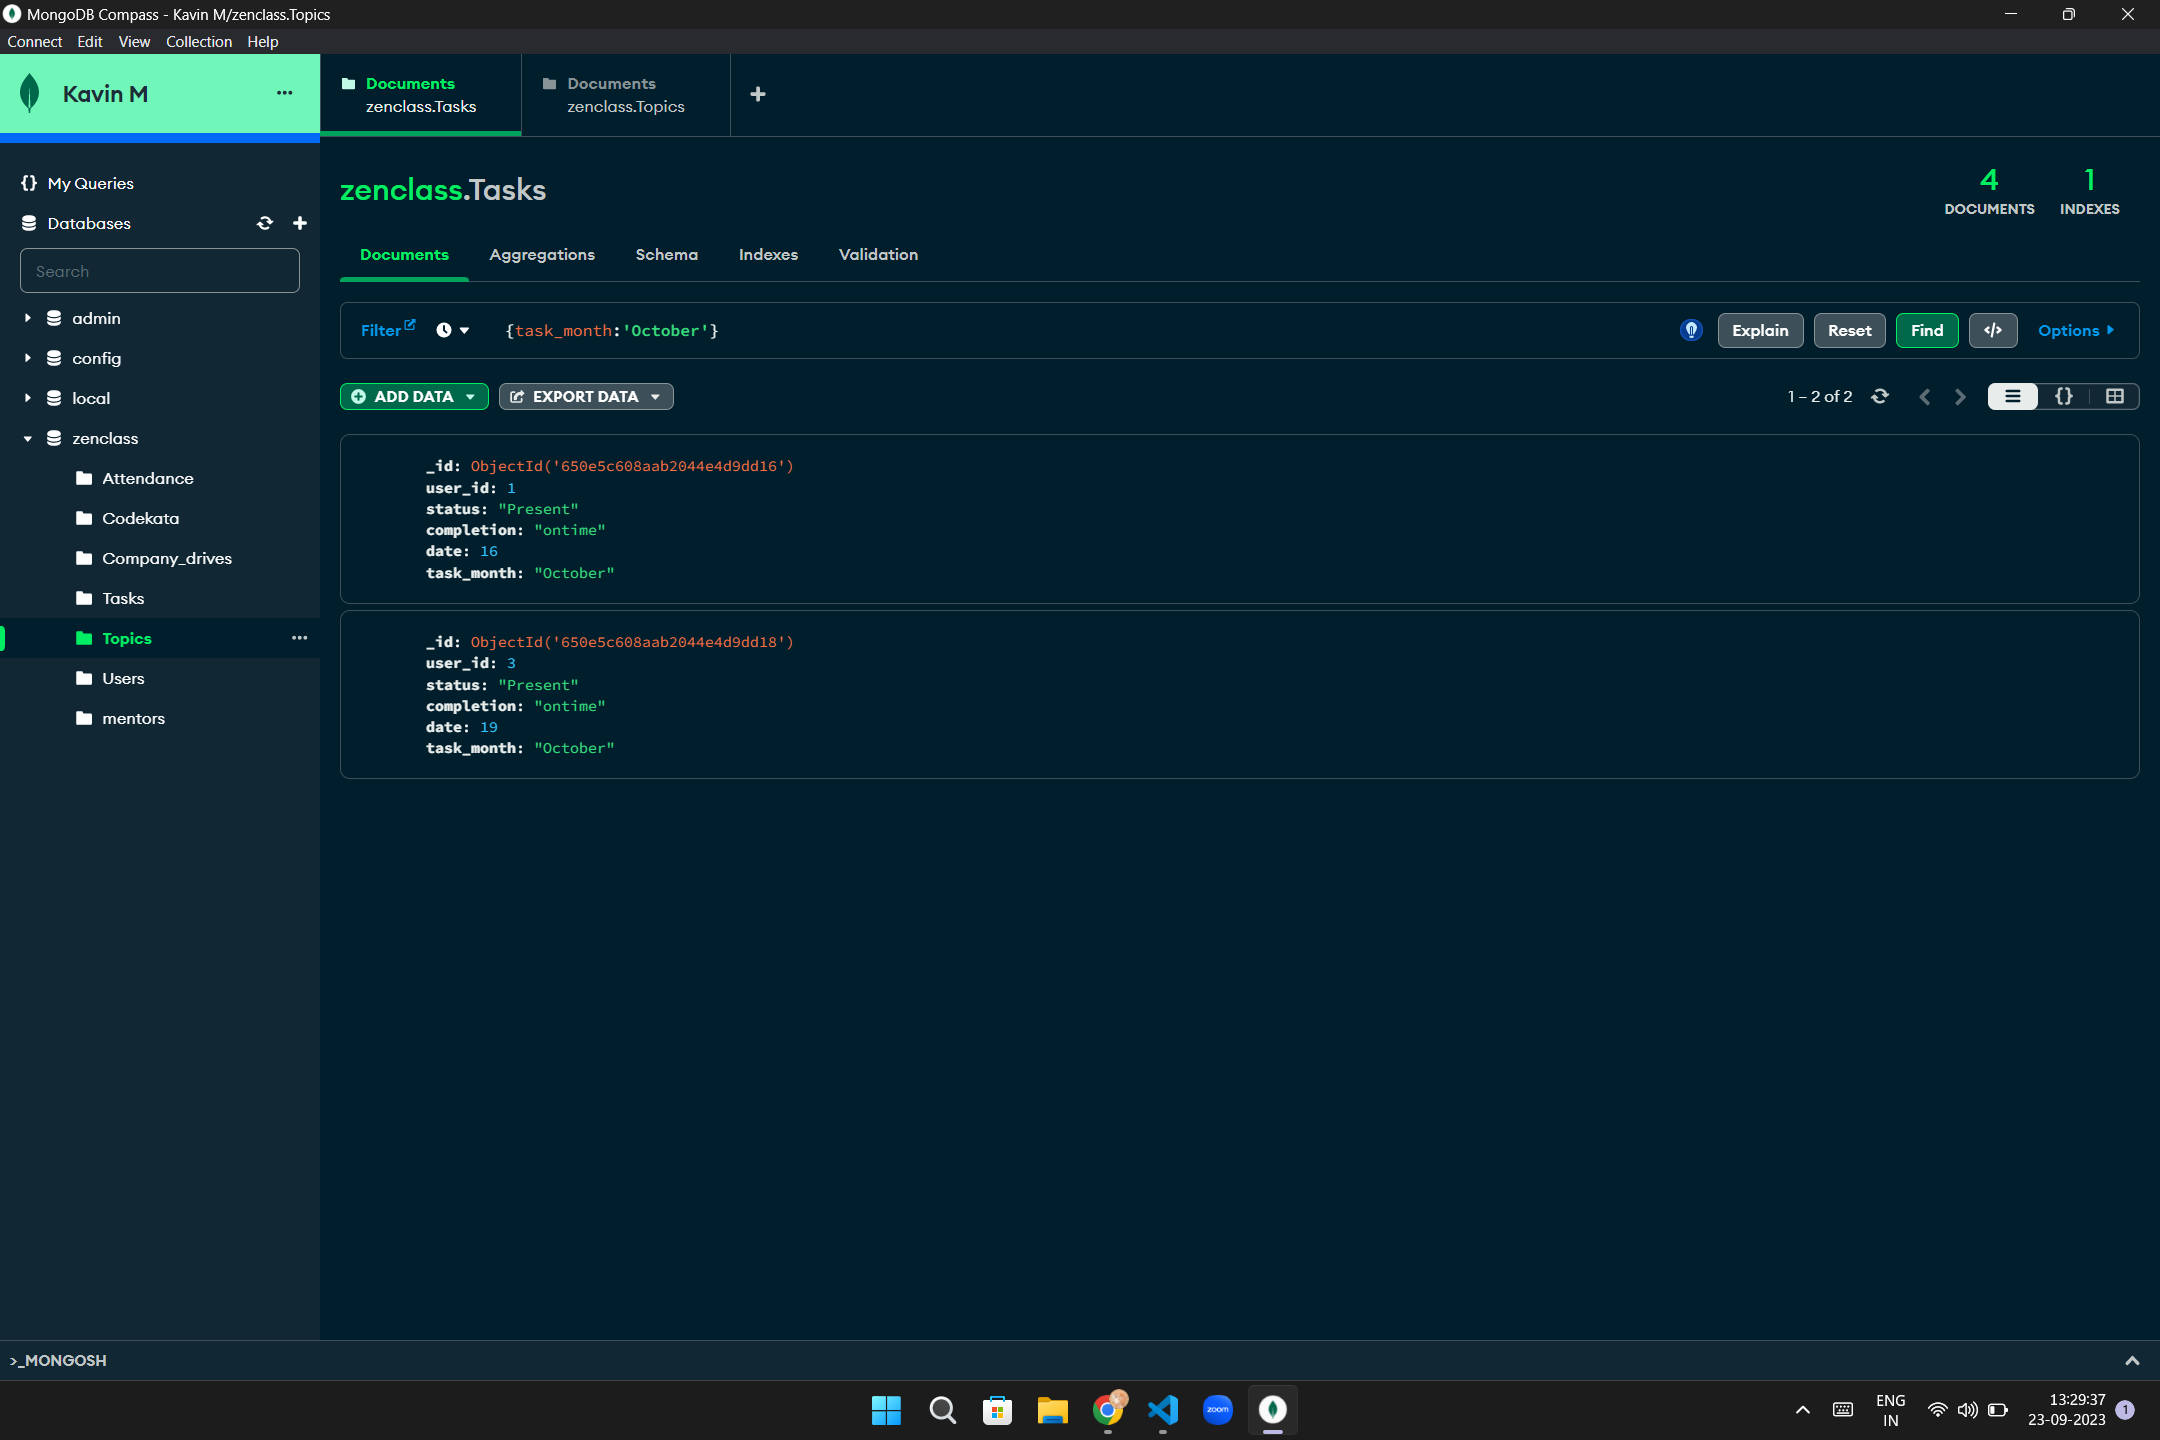 MongoDB Compass - Kavin M/zenclass.Topics
Connect Edit View Collection Help
Kavin M
Documents
zenclass.Tasks
Documents
zenclass.Topics
{} My Queries
Databases
Search
admin
config
local
zenclass
Attendance
Codekata
Company_drives
Tasks
Topics
Users
mentors
zenclass.Tasks
4
DOCUMENTS
1
INDEXES
Documents Aggregations Schema Indexes Validation
Filter {task_month:'October'} Explain Reset Find </> Options
ADD DATA EXPORT DATA 1 – 2 of 2 {}
_id: ObjectId('650e5c608aab2044e4d9dd16')
user_id: 1
status: "Present"
completion: "ontime"
date: 16
task_month: "October"
_id: ObjectId('650e5c608aab2044e4d9dd18')
user_id: 3
status: "Present"
completion: "ontime"
date: 19
task_month: "October"
>_MONGOSH
zoom
ENG
IN
13:29:37
23-09-2023
1